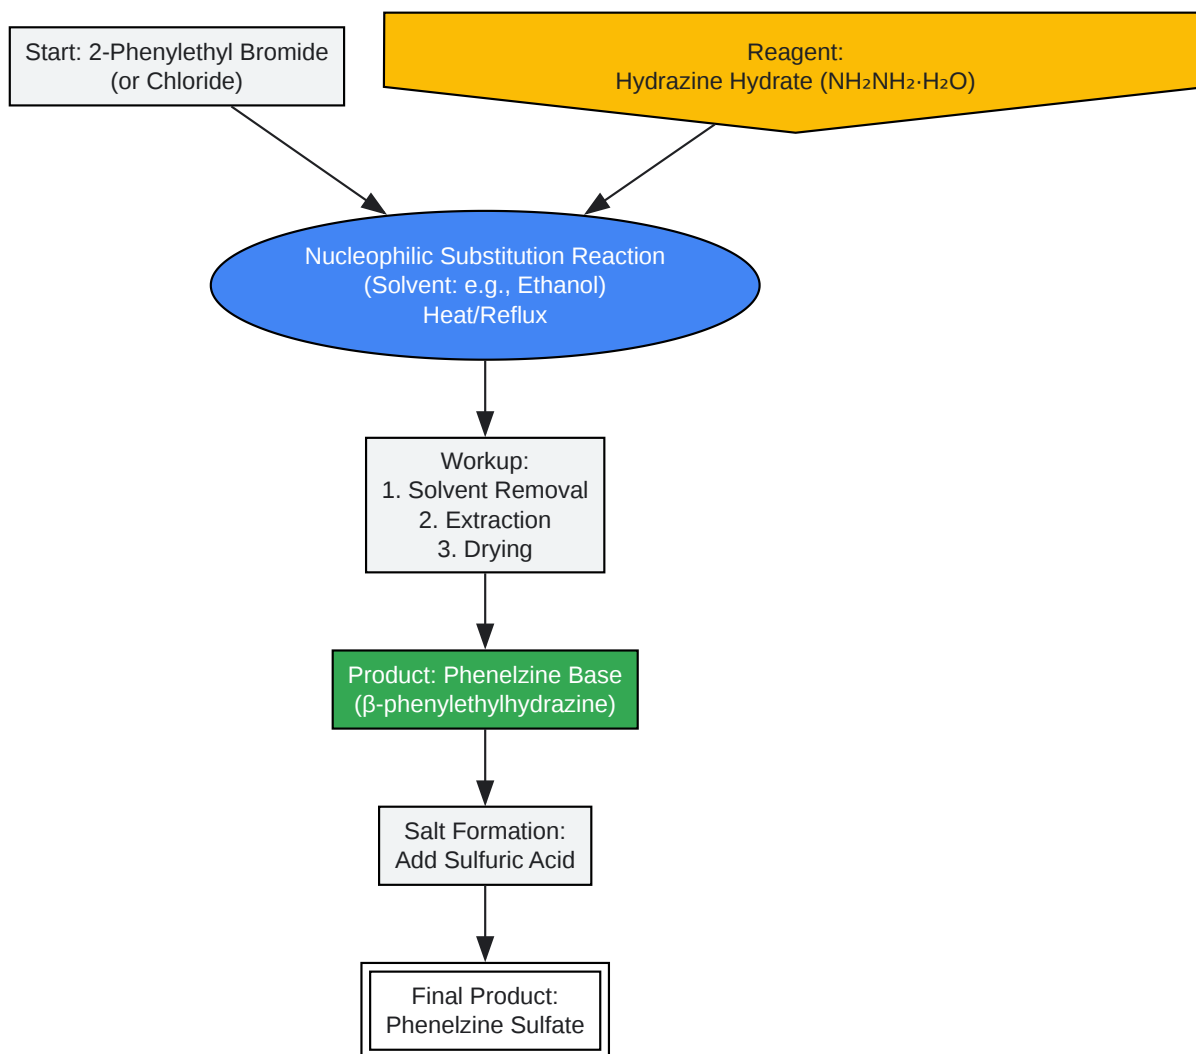 Start: 2-Phenylethyl Bromide
(or Chloride)
Reagent:
Hydrazine Hydrate (NH₂NH₂·H₂O)
Nucleophilic Substitution Reaction
(Solvent: e.g., Ethanol)
Heat/Reflux
Workup:
1. Solvent Removal
2. Extraction
3. Drying
Product: Phenelzine Base
(β-phenylethylhydrazine)
Salt Formation:
Add Sulfuric Acid
Final Product:
Phenelzine Sulfate